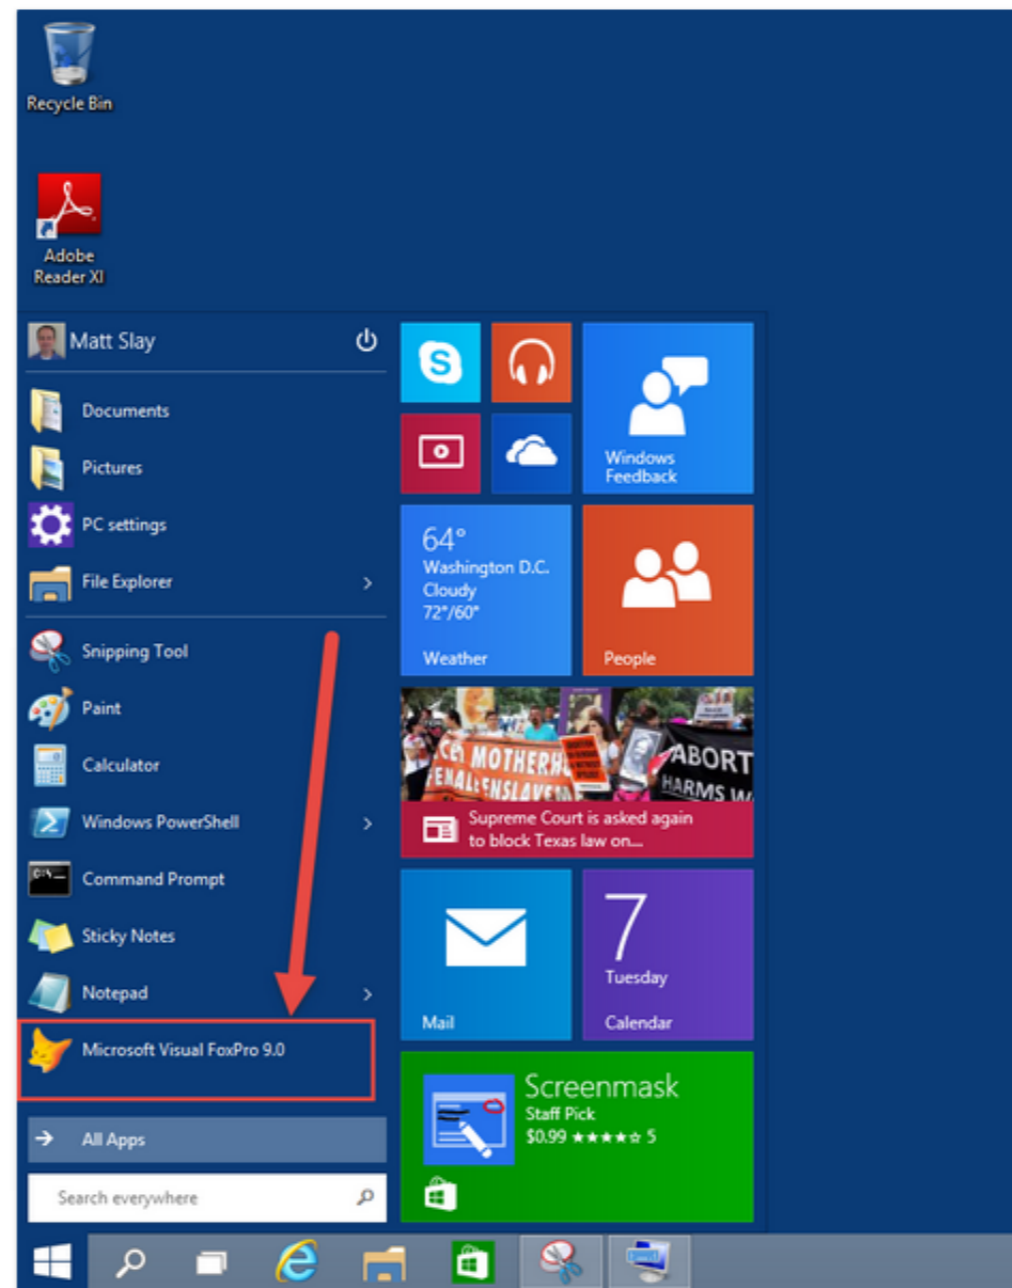 Recycle Bin
Adobe
Reader XI
Matt Slay
Documents
Pictures
PC settings
File Explorer
Snipping Tool
Paint
Calculator
Windows PowerShell
Command Prompt
Sticky Notes
Notepad
Microsoft Visual FoxPro 9.0
All Apps
Search everywhere
Windows
Feedback
64°
Washington D.C.
Cloudy
72°/60°
Weather
People
MOTHERH
ENSLAVEM
ABORT
HARMS W
Supreme Court is asked again
to block Texas law on...
Mail
7
Tuesday
Calendar
Screenmask
Staff Pick
$0.99 ★★★★☆ 5